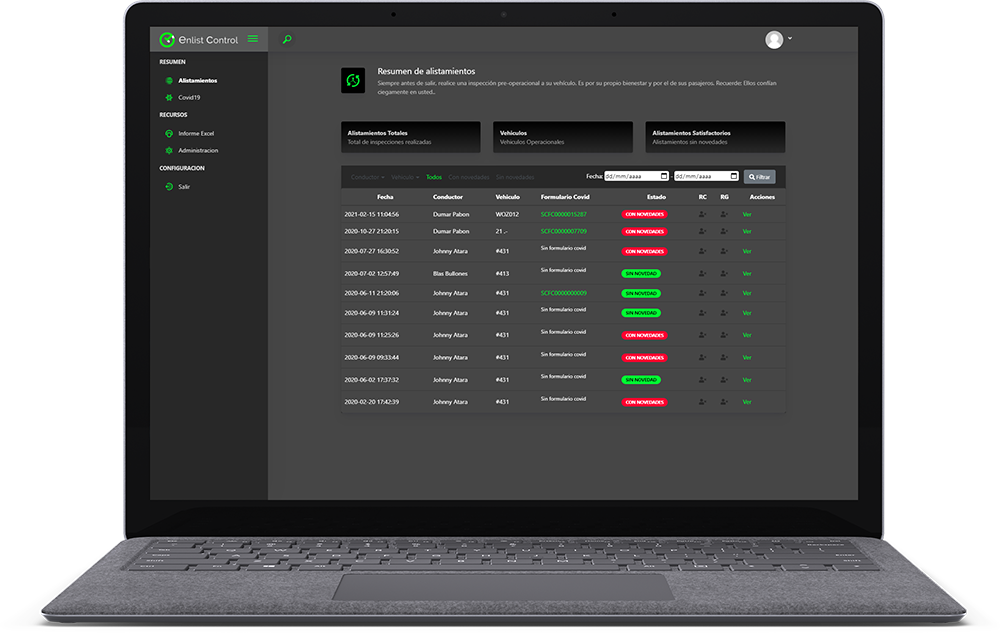 enlist Control
RESUMEN
Alistamientos
Covid19
RECURSOS
Informe Excel
Administracion
CONFIGURACION
Salir
Resumen de alistamientos
Siempre antes de salir, realice una inspección pre-operacional a su vehículo. Es por su propio bienestar y por el de sus pasajeros. Recuerde: Ellos confían
ciegamente en usted..
Alistamientos Totales
Total de inspecciones realizadas
Vehiculos
Vehiculos Operacionales
Alistamientos Satisfactorios
Alistamientos sin novedades
Conductor Vehiculo Todos Con novedades Sin novedades Fecha: dd/mm/aaaa - dd/mm/aaaa Filtrar
Fecha Conductor Vehiculo Formulario Covid Estado RC RG Acciones
2021-02-15 11:04:56 Dumar Pabon WOZ012 SCFC0000015287 CON NOVEDADES Ver
2020-10-27 21:20:15 Dumar Pabon 21 .- SCFC0000007709 CON NOVEDADES Ver
2020-07-27 16:30:52 Johnny Atara #431 Sin formulario covid CON NOVEDADES Ver
2020-07-02 12:57:49 Blas Bullones #413 Sin formulario covid SIN NOVEDAD Ver
2020-06-11 21:20:06 Johnny Atara #431 SCFC0000000009 SIN NOVEDAD Ver
2020-06-09 11:31:24 Johnny Atara #431 Sin formulario covid SIN NOVEDAD Ver
2020-06-09 11:25:26 Johnny Atara #431 Sin formulario covid CON NOVEDADES Ver
2020-06-09 09:33:44 Johnny Atara #431 Sin formulario covid CON NOVEDADES Ver
2020-06-02 17:37:32 Johnny Atara #431 Sin formulario covid SIN NOVEDAD Ver
2020-02-20 17:42:39 Johnny Atara #431 Sin formulario covid CON NOVEDADES Ver